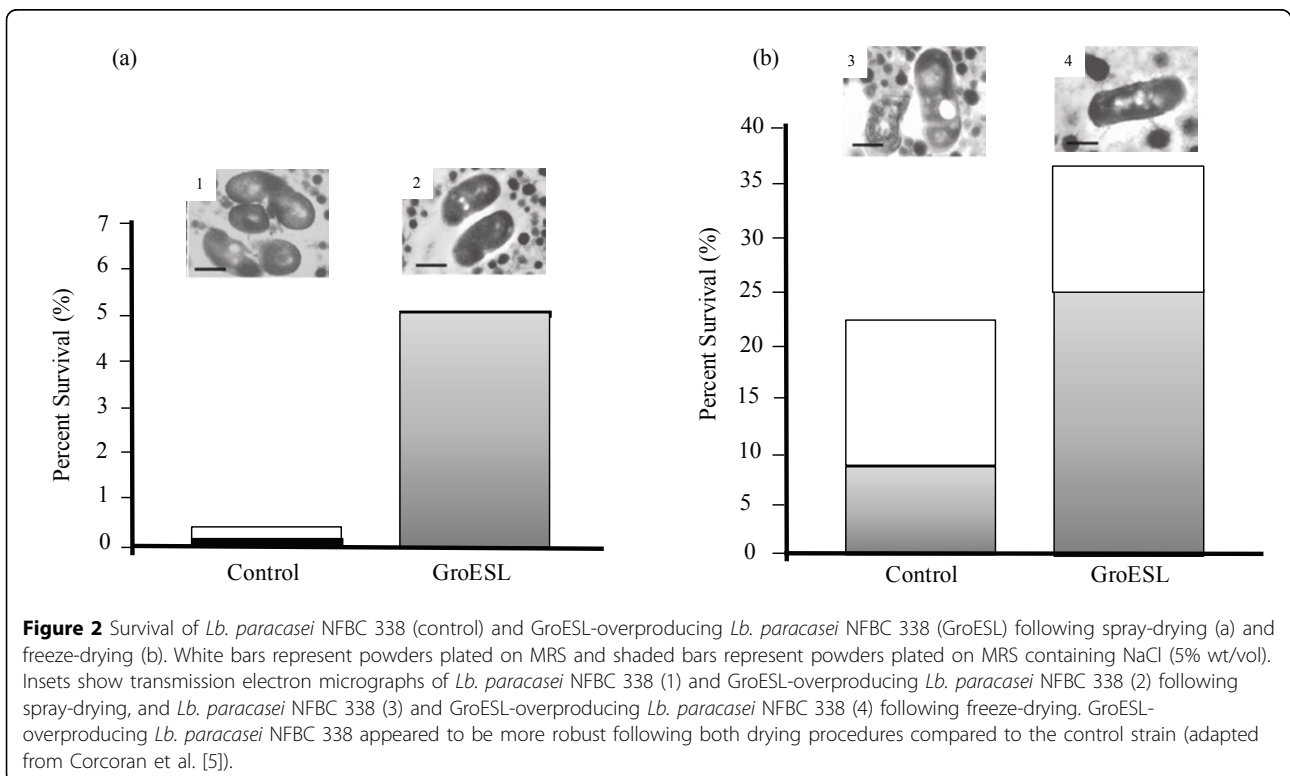 (a)
(b)
1
2
3
4
7
6
5
4
3
2
1
0
Percent Survival (%)
Control
GroESL
40
35
30
25
20
15
10
5
0
Percent Survival (%)
Control
GroESL
Figure 2 Survival of Lb. paracasei NFBC 338 (control) and GroESL-overproducing Lb. paracasei NFBC 338 (GroESL) following spray-drying (a) and
freeze-drying (b). White bars represent powders plated on MRS and shaded bars represent powders plated on MRS containing NaCl (5% wt/vol).
Insets show transmission electron micrographs of Lb. paracasei NFBC 338 (1) and GroESL-overproducing Lb. paracasei NFBC 338 (2) following
spray-drying, and Lb. paracasei NFBC 338 (3) and GroESL-overproducing Lb. paracasei NFBC 338 (4) following freeze-drying. GroESL-
overproducing Lb. paracasei NFBC 338 appeared to be more robust following both drying procedures compared to the control strain (adapted
from Corcoran et al. [5]).